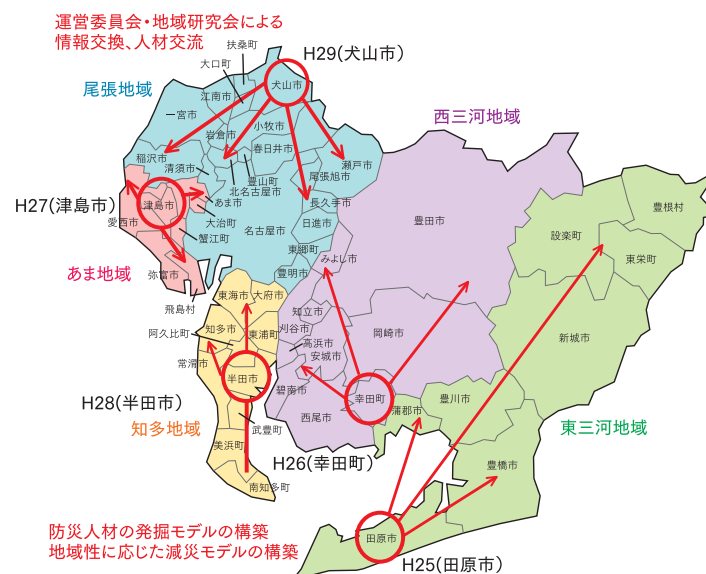 運営委員会・地域研究会による
情報交換、人材交流
扶桑町
H29(犬山市)
大口町
尾張地域
犬山市
江南市
一宮市
西三河地域
小牧市
岩倉市
春日井市
稲沢市
瀬戸市
清須市
尾張旭市
豊山町
北名古屋市
H27(津島市)
津島市
あま市
長久手市
豊根村
愛西市
大治町
日進市
豊田市
名古屋市
設楽町
蟹江町
東郷町
東栄町
みよし市
あま地域
弥富市
豊明市
飛島村
東海市
大府市
知立市
阿久比町
知多市
東浦町
刈谷市
岡崎市
新城市
高浜市
安城市
常滑市
半田市
碧南市
幸田町
豊川市
H28(半田市)
蒲郡市
西尾市
知多地域
武豊町
東三河地域
美浜町
H26(幸田町)
豊橋市
南知多町
防災人材の発掘モデルの構築
地域性に応じた減災モデルの構築
田原市
H25(田原市)